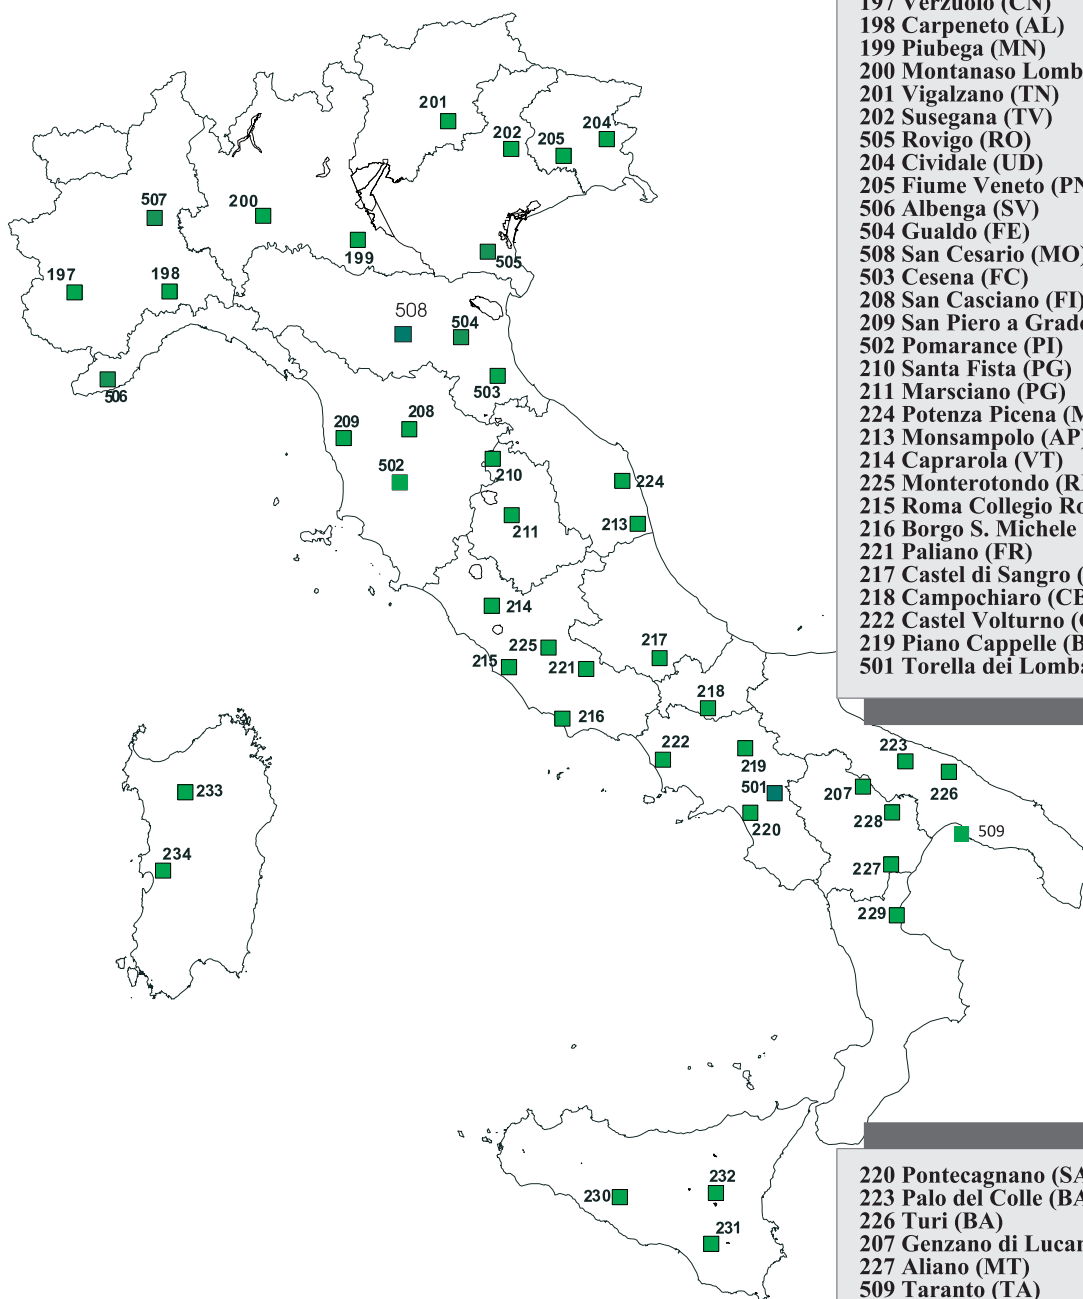 197 Verzuolo (CN)
198 Carpeneto (AL)
199 Piubega (MN)
200 Montanaso Lomb
201 Vigalzano (TN)
202 Susegana (TV)
505 Rovigo (RO)
204 Cividale (UD)
205 Fiume Veneto (PN
506 Albenga (SV)
504 Gualdo (FE)
508 San Cesario (MO)
503 Cesena (FC)
208 San Casciano (FI)
209 San Piero a Grado
502 Pomarance (PI)
210 Santa Fista (PG)
211 Marsciano (PG)
224 Potenza Picena (M
213 Monsampolo (AP)
214 Caprarola (VT)
225 Monterotondo (R
215 Roma Collegio Ro
216 Borgo S. Michele
221 Paliano (FR)
217 Castel di Sangro (
218 Campochiaro (CB
222 Castel Volturno (C
219 Piano Cappelle (B
501 Torella dei Lomba
201
202
204
205
507
200
199
505
197
198
508
504
506
503
209
208
502
210
224
211
213
214
225
215
221
217
216
218
222
219
223
501
207
226
220
228
509
233
227
234
229
232
230
231
220 Pontecagnano (SA
223 Palo del Colle (BA
226 Turi (BA)
207 Genzano di Lucan
227 Aliano (MT)
509 Taranto (TA)